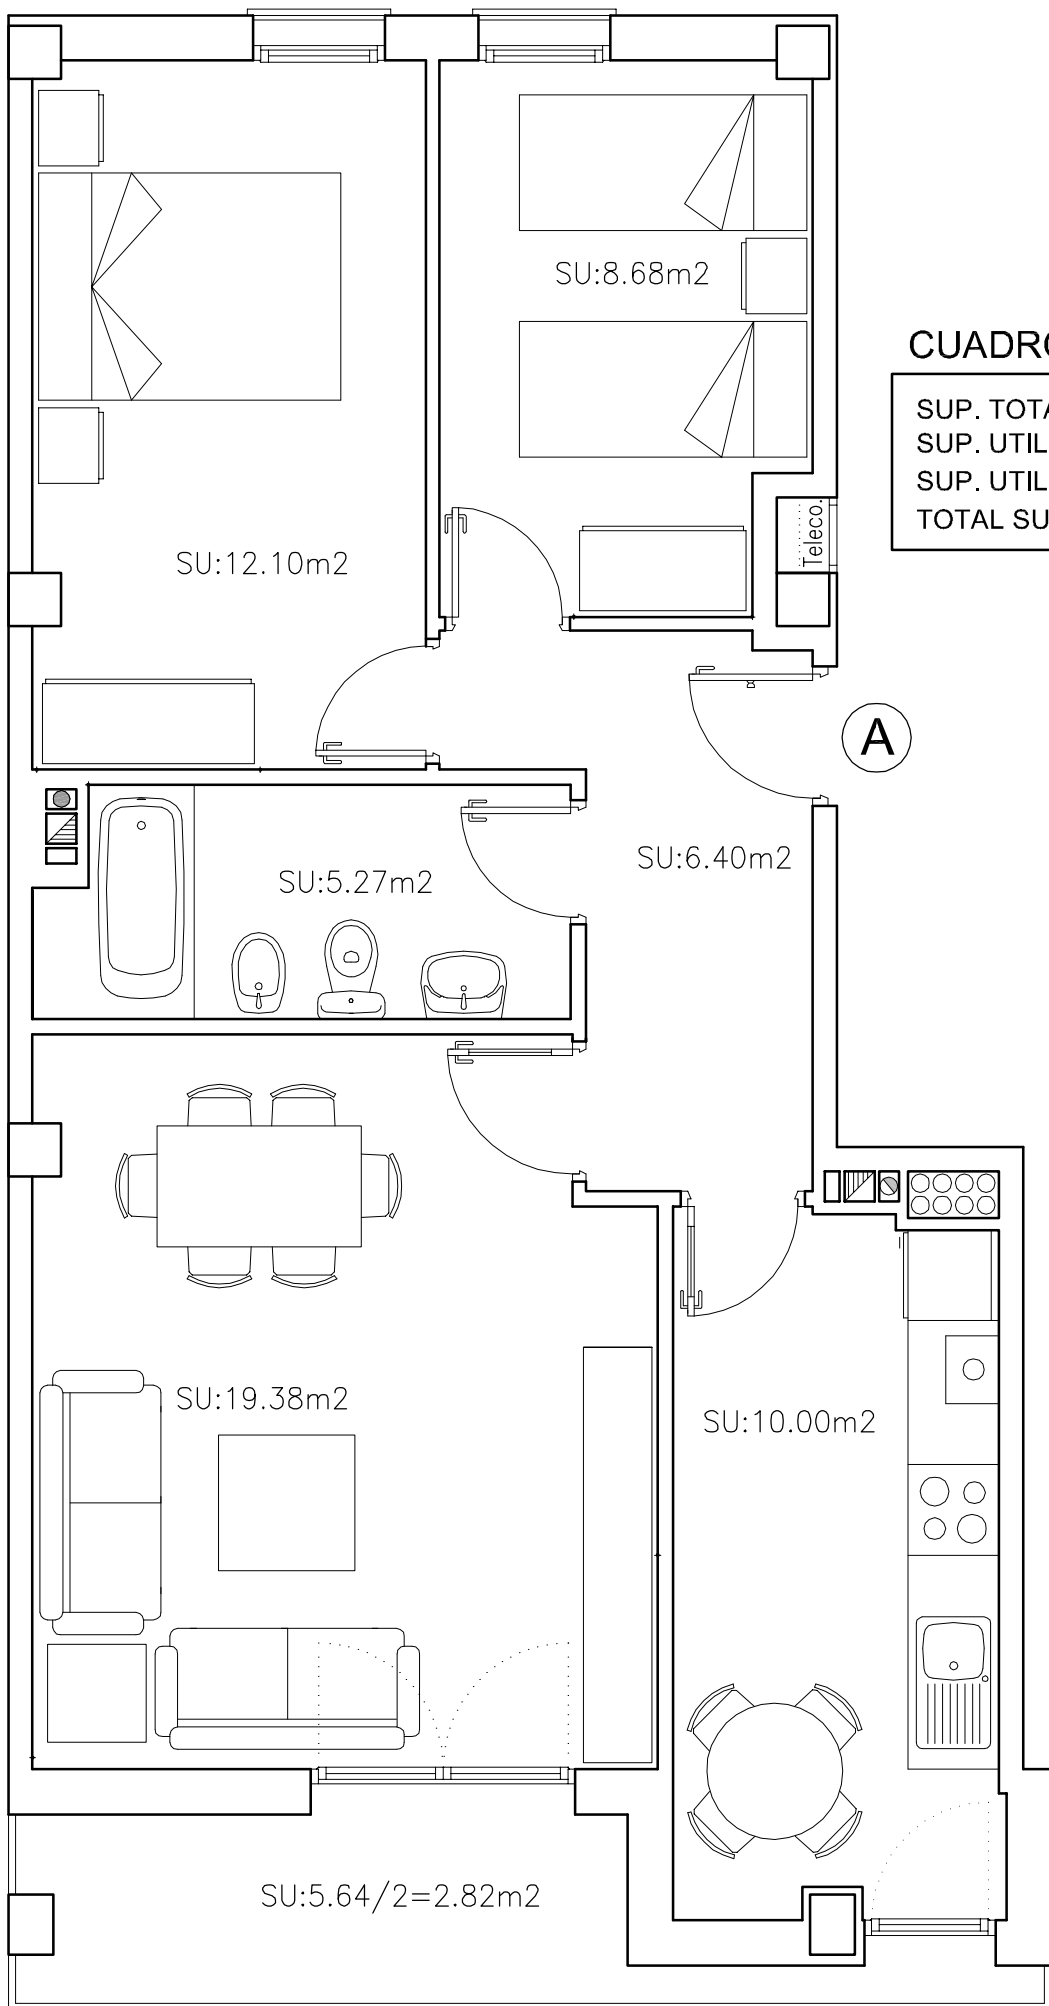 SU:8.68m2
CUADRO
SUP. TOTA
SUP. UTIL
SUP. UTIL
TOTAL SU
Teleco.
SU:12.10m2
A
SU:6.40m2
SU:5.27m2
SU:19.38m2
SU:10.00m2
SU:5.64/2=2.82m2